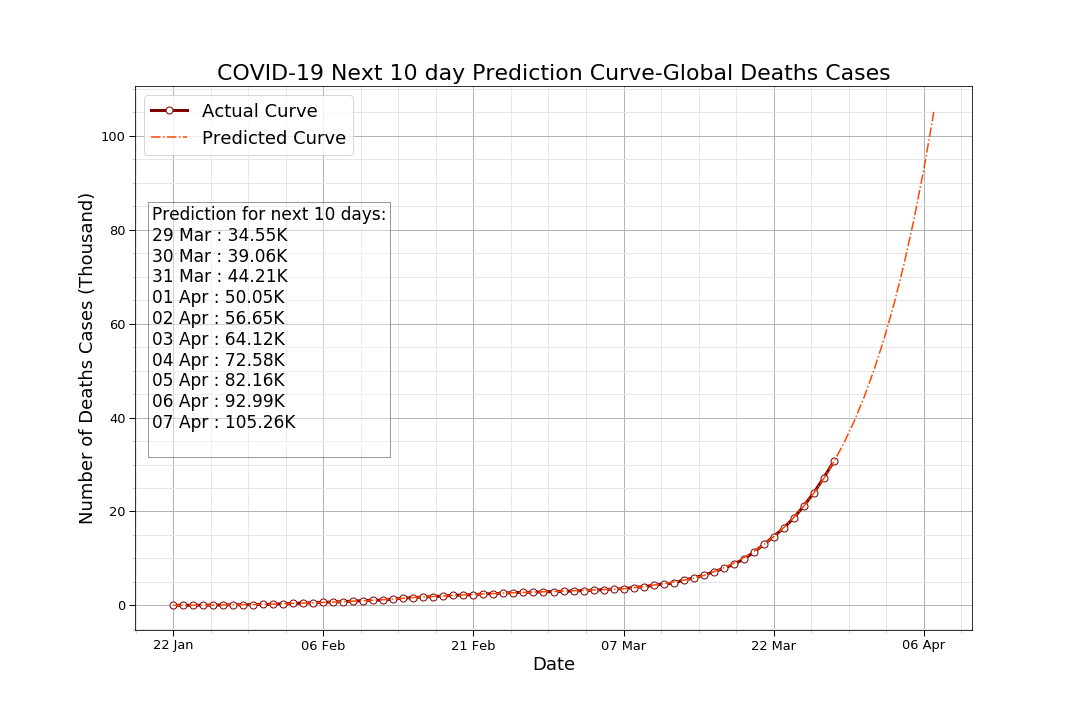 COVID-19 Next 10 day Prediction Curve-Global Deaths Cases
Actual Curve
Predicted Curve
Prediction for next 10 days:
29 Mar : 34.55K
30 Mar : 39.06K
31 Mar : 44.21K
01 Apr : 50.05K
02 Apr : 56.65K
03 Apr : 64.12K
04 Apr : 72.58K
05 Apr : 82.16K
06 Apr : 92.99K
07 Apr : 105.26K
Number of Deaths Cases (Thousand)
100
80
60
40
20
0
22 Jan
06 Feb
21 Feb
07 Mar
22 Mar
06 Apr
Date